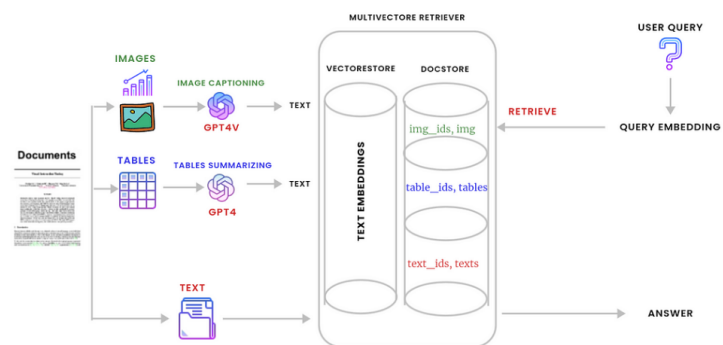 MULTIVECTORE RETRIEVER
USER QUERY
IMAGES
VECTORESTORE
DOCSTORE
IMAGE CAPTIONING
GPT4V
TEXT
img_ids, img
RETRIEVE
QUERY EMBEDDING
Documents
TABLES
TABLES SUMMARIZING
GPT4
TEXT
TEXT EMBEDDINGS
table_ids, tables
text_ids, texts
TEXT
ANSWER